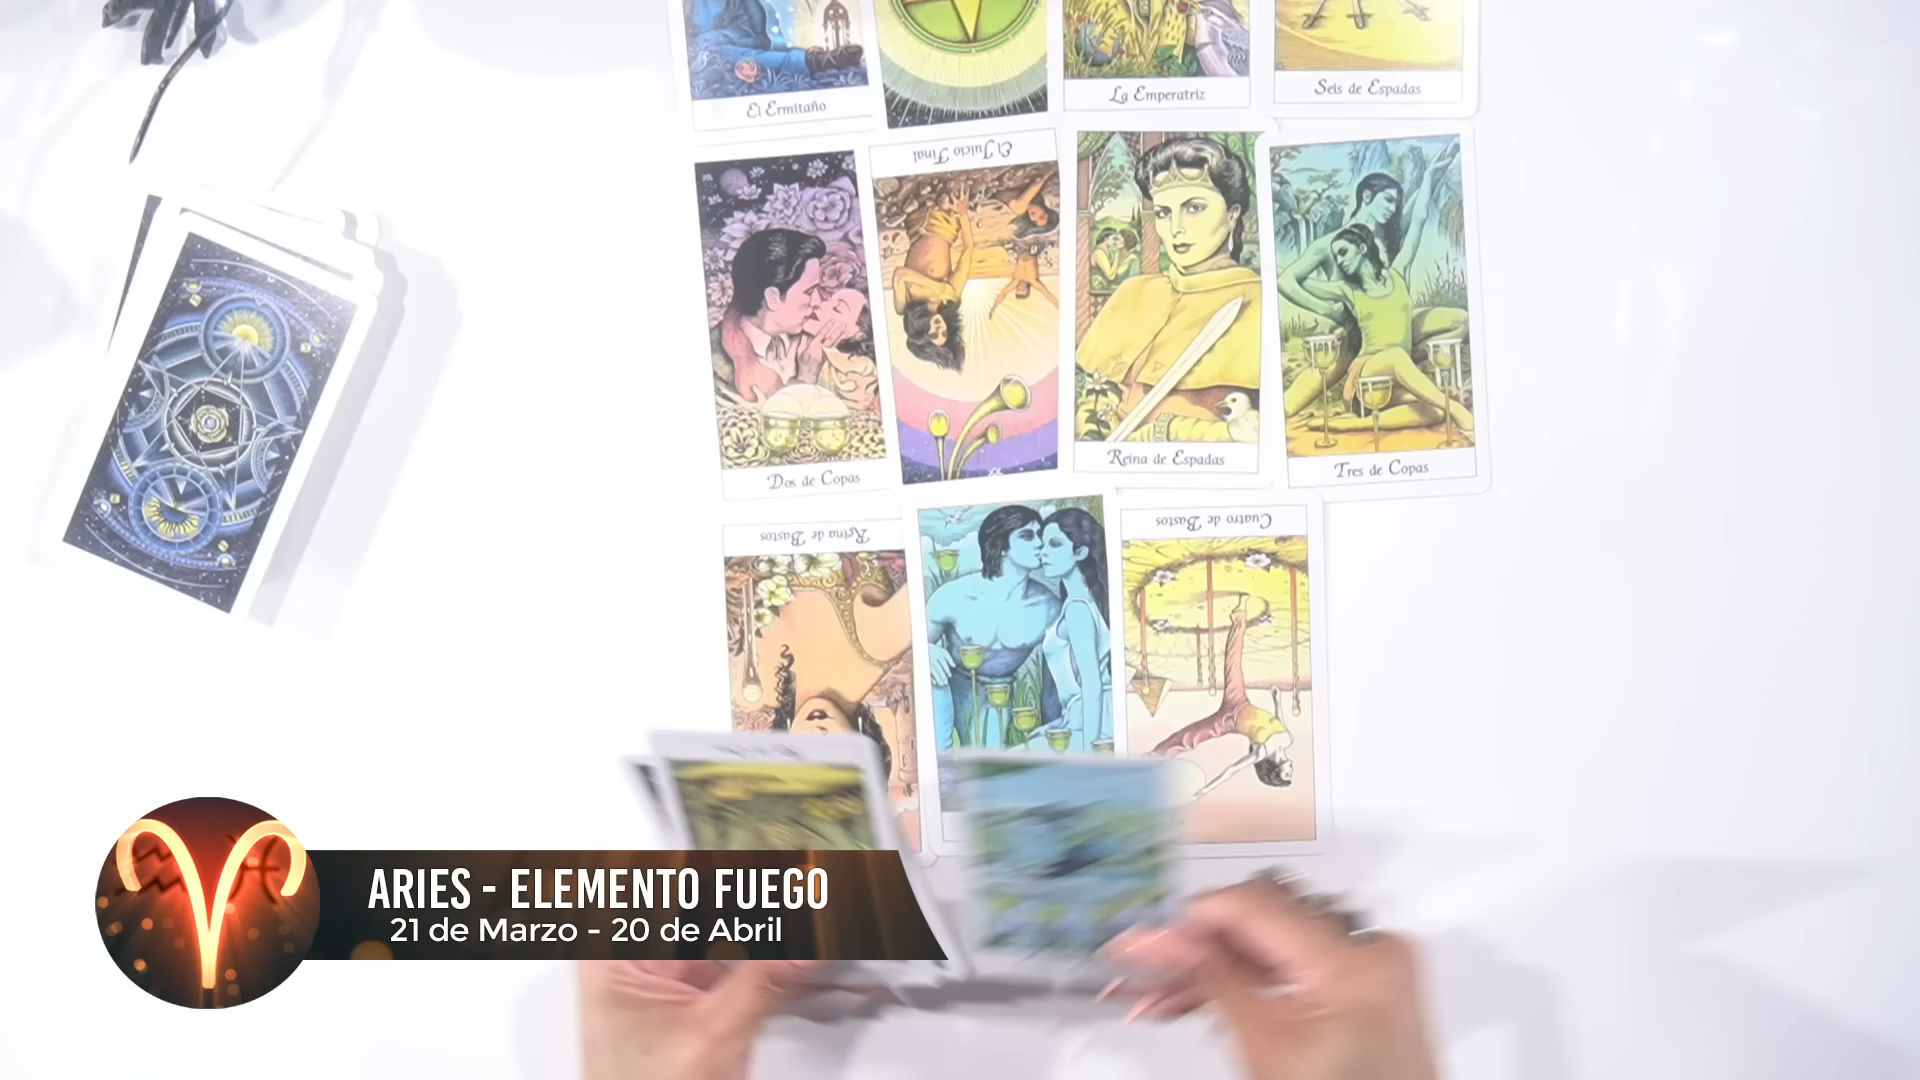 El Ermitaño
La Emperatriz
Seis de Espadas
El Juicio Final
Dos de Copas
Reina de Espadas
Tres de Copas
Reina de Bastos
Cuatro de Bastos
ARIES - ELEMENTO FUEGO
21 de Marzo - 20 de Abril